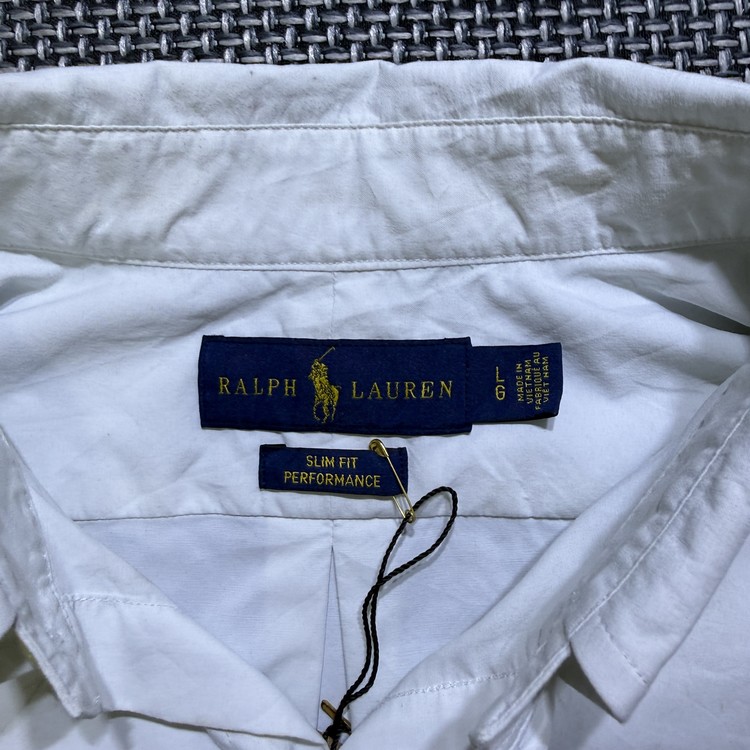 RALPH LAUREN
L
G
MADE IN
VIETNAM
FABRIQUÉ AU
VIETNAM
SLIM FIT
PERFORMANCE